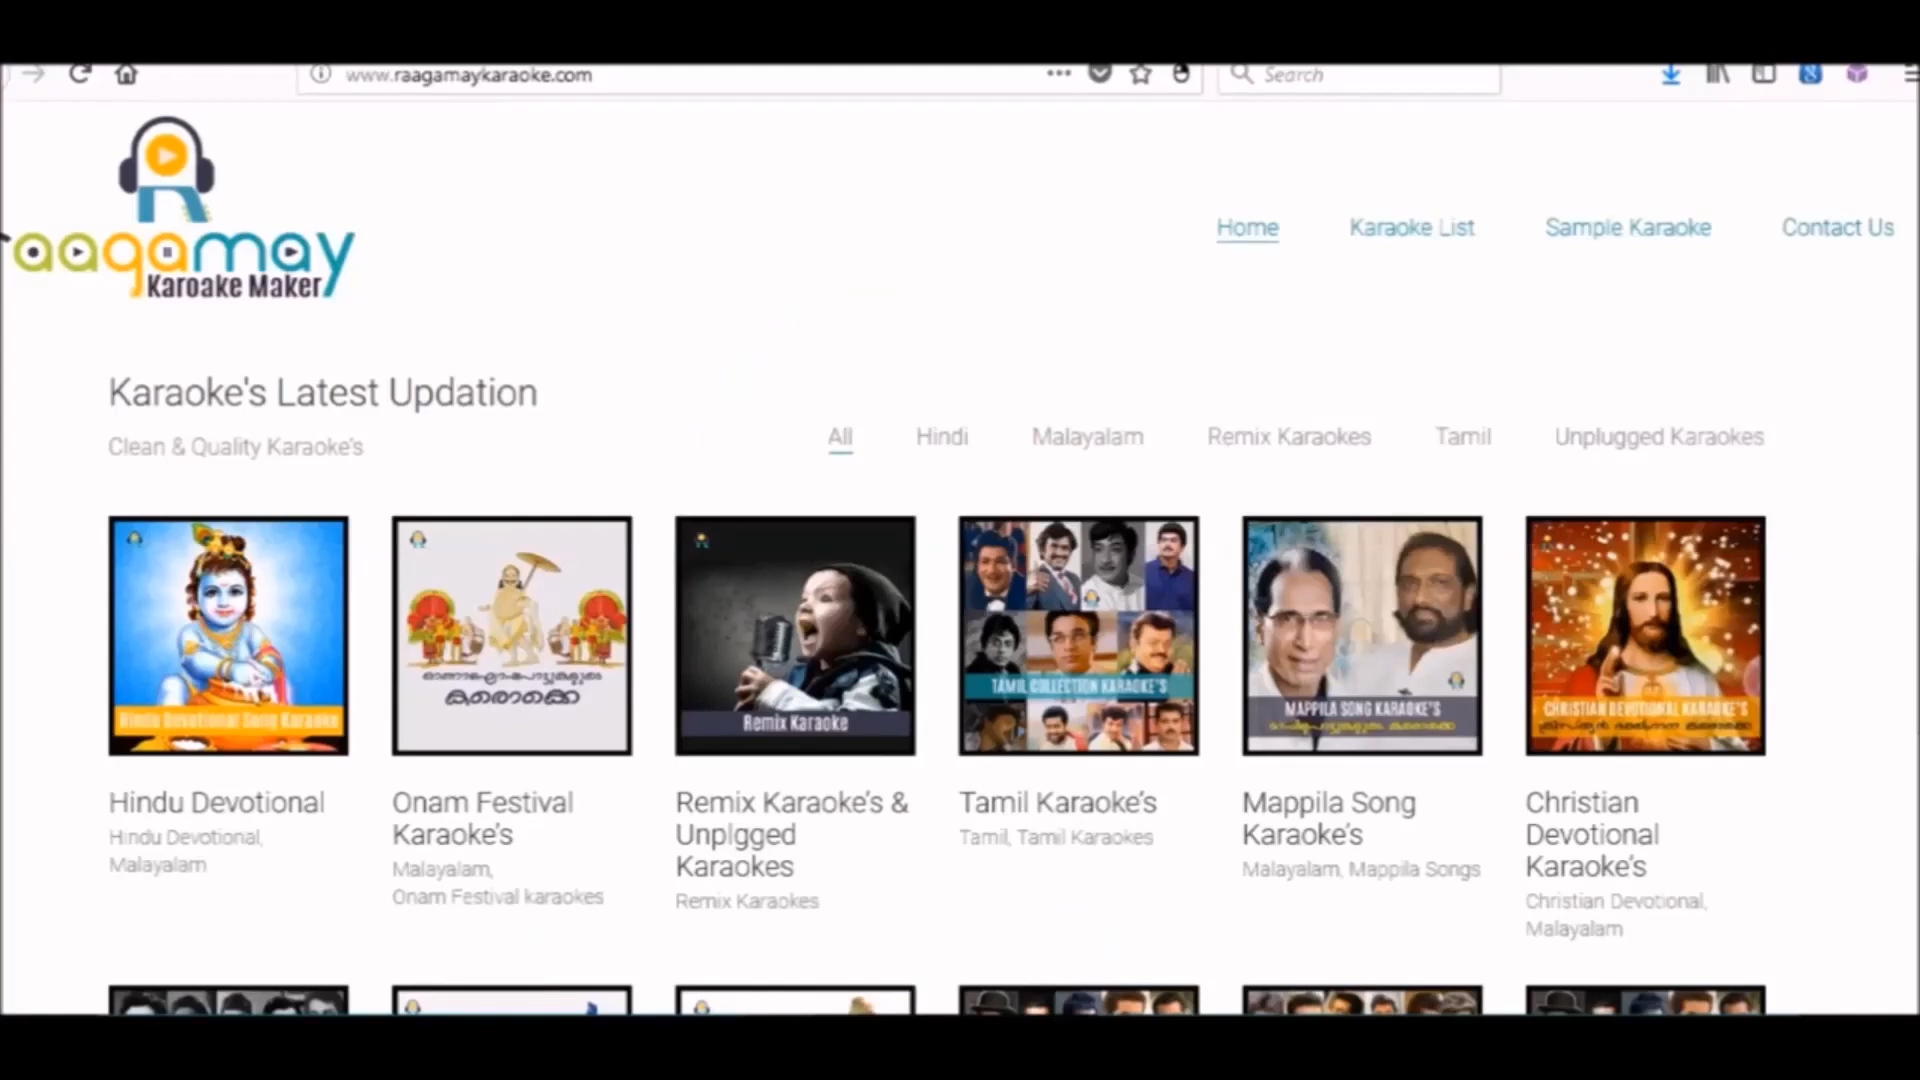 www.raagamaykaraoke.com
Search
raagamay
Karoake Maker
Home
Karaoke List
Sample Karaoke
Contact Us
Karaoke's Latest Updation
Clean & Quality Karaoke's
All
Hindi
Malayalam
Remix Karaokes
Tamil
Unplugged Karaokes
Hindu Devotional Song Karaoke
കരൊക്കെ
Remix Karaoke
TAMIL COLLECTION KARAOKE'S
MAPPILA SONG KARAOKE'S
CHRISTIAN DEVOTIONAL KARAOKE'S
Hindu Devotional
Hindu Devotional,
Malayalam
Onam Festival
Karaoke's
Malayalam,
Onam Festival karaokes
Remix Karaoke's &
Unplgged
Karaokes
Remix Karaokes
Tamil Karaoke's
Tamil, Tamil Karaokes
Mappila Song
Karaoke's
Malayalam, Mappila Songs
Christian
Devotional
Karaoke's
Christian Devotional,
Malayalam